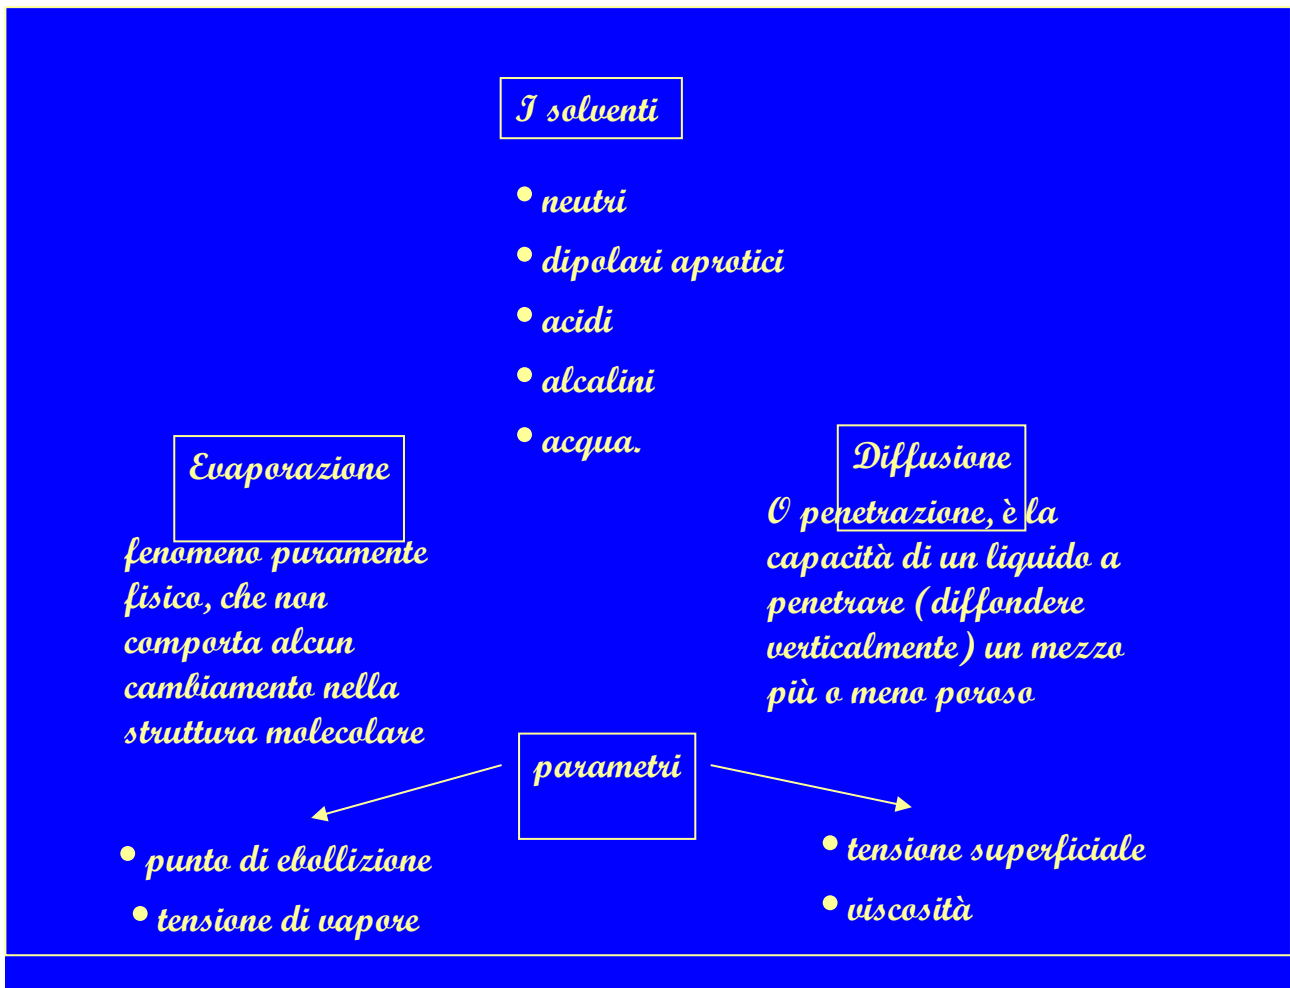 I solventi
• neutri
• dipolari aprotici
• acidi
• alcalini
• acqua.
Evaporazione
fenomeno puramente
fisico, che non
comporta alcun
cambiamento nella
struttura molecolare
Diffusione
O penetrazione, è la
capacità di un liquido a
penetrare (diffondere
verticalmente) un mezzo
più o meno poroso
parametri
• punto di ebollizione
• tensione di vapore
• tensione superficiale
• viscosità